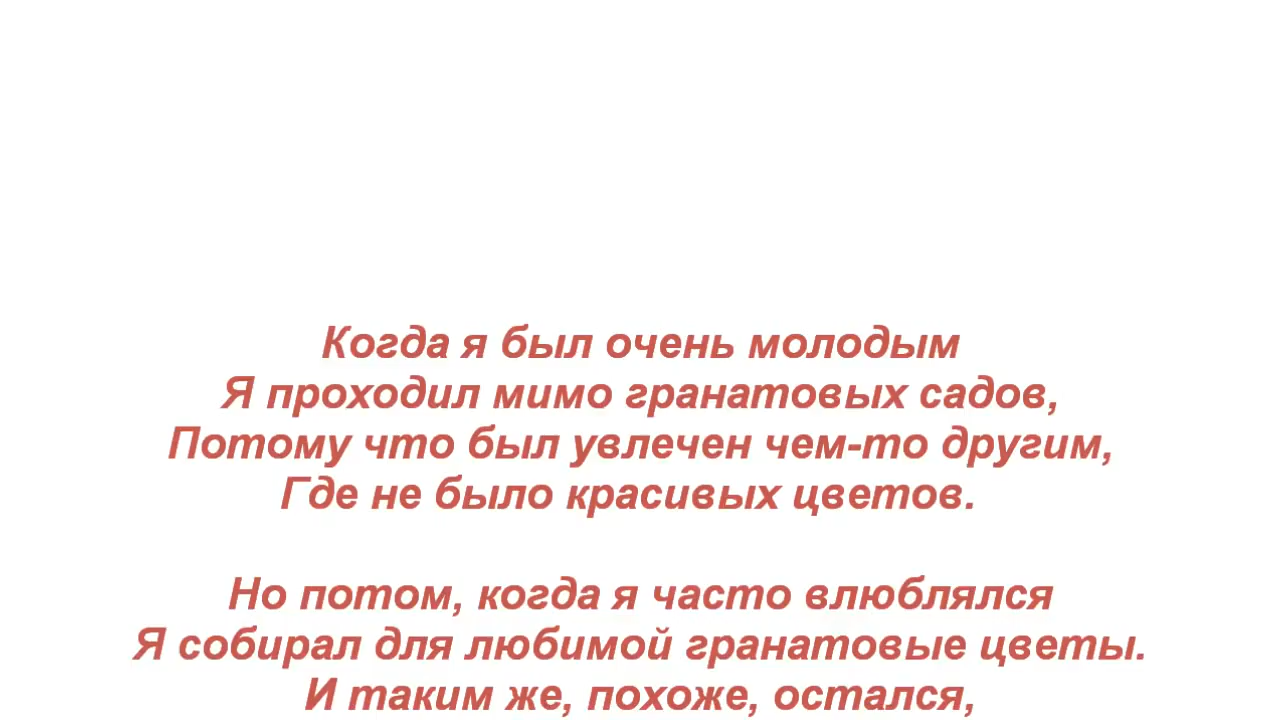 Когда я был очень молодым
Я проходил мимо гранатовых садов,
Потому что был увлечен чем-то другим,
Где не было красивых цветов.
Но потом, когда я часто влюблялся
Я собирал для любимой гранатовые цветы.
И таким же, похоже, остался,